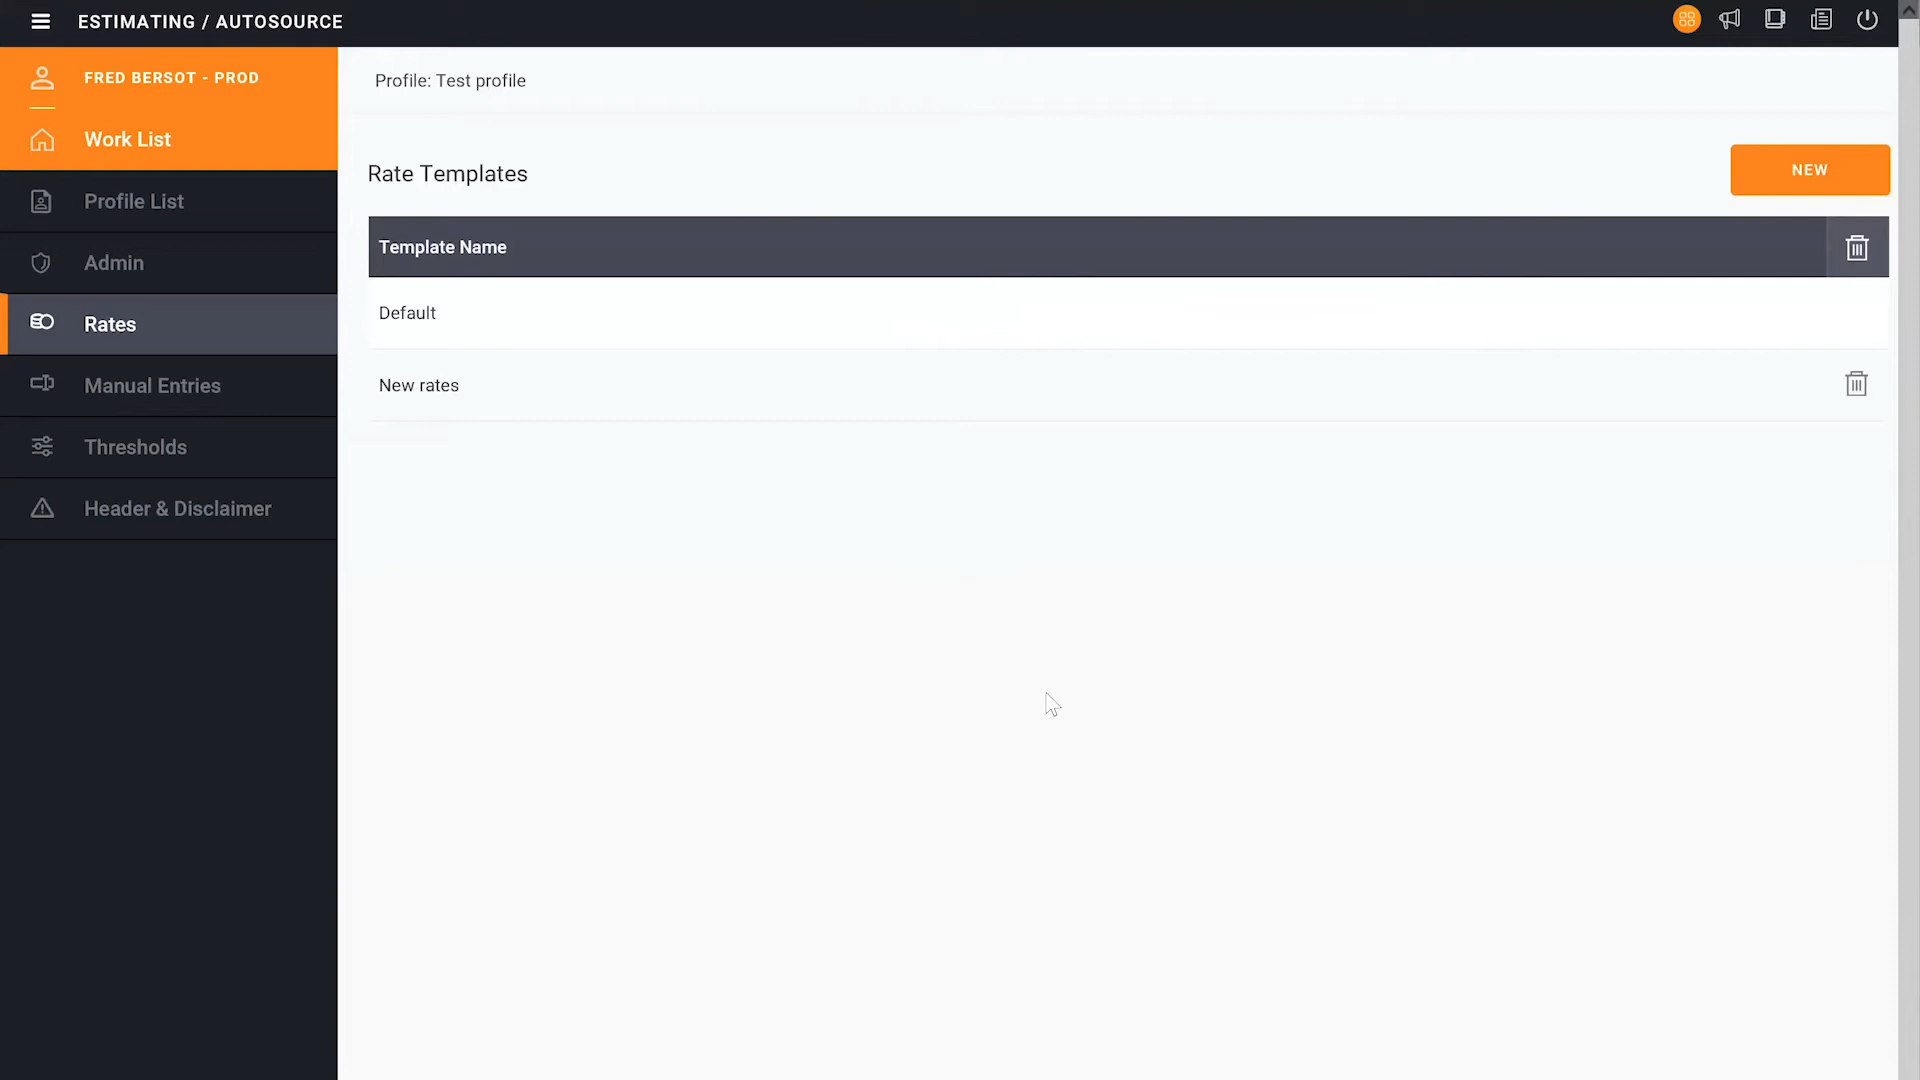 ESTIMATING / AUTOSOURCE
FRED BERSOT - PROD
Work List
Profile List
Admin
Rates
Manual Entries
Thresholds
Header & Disclaimer
Profile: Test profile
Rate Templates
NEW
Template Name
Default
New rates